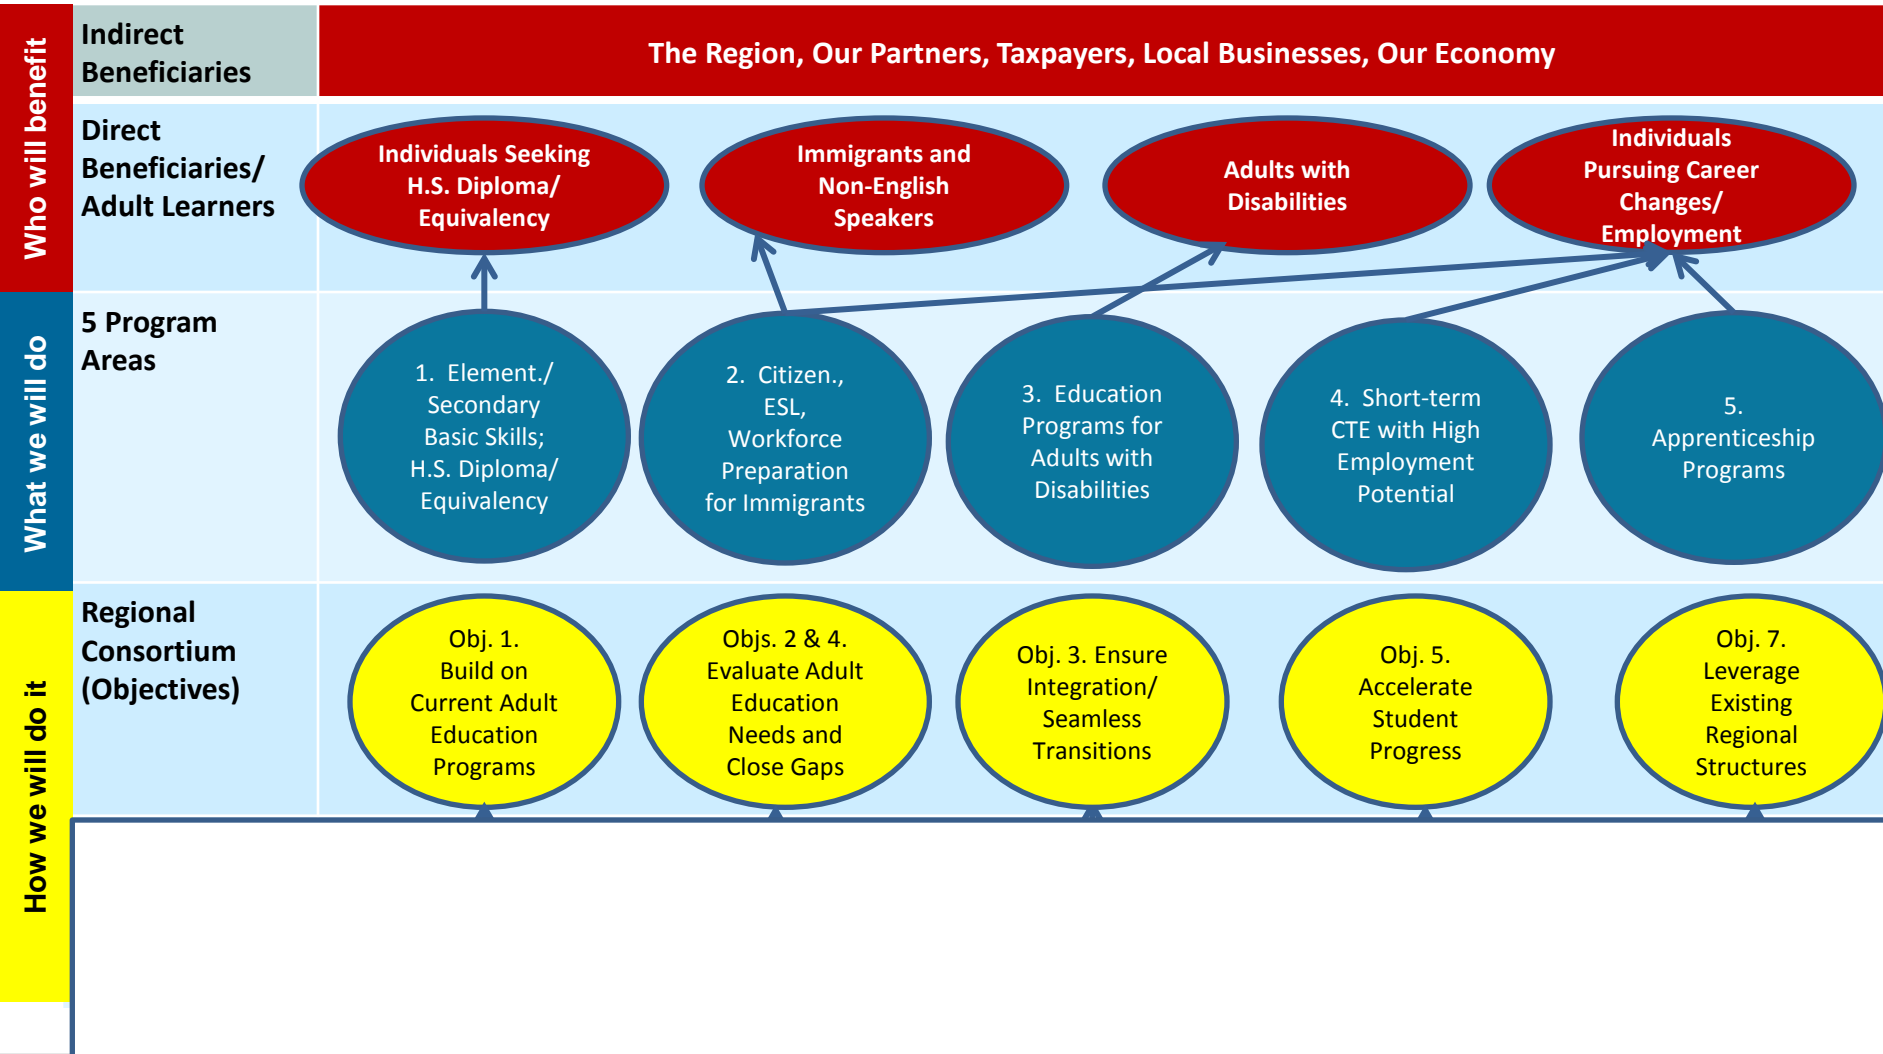 Who will benefit
Indirect
Beneficiaries
The Region, Our Partners, Taxpayers, Local Businesses, Our Economy
Direct
Beneficiaries/
Adult Learners
Individuals Seeking
H.S. Diploma/
Equivalency
Immigrants and
Non-English
Speakers
Adults with
Disabilities
Individuals
Pursuing Career
Changes/
Employment
What we will do
5 Program
Areas
1. Element./
Secondary
Basic Skills;
H.S. Diploma/
Equivalency
2. Citizen.,
ESL,
Workforce
Preparation
for Immigrants
3. Education
Programs for
Adults with
Disabilities
4. Short-term
CTE with High
Employment
Potential
5.
Apprenticeship
Programs
How we will do it
Regional
Consortium
(Objectives)
Obj. 1.
Build on
Current Adult
Education
Programs
Objs. 2 & 4.
Evaluate Adult
Education
Needs and
Close Gaps
Obj. 3. Ensure
Integration/
Seamless
Transitions
Obj. 5.
Accelerate
Student
Progress
Obj. 7.
Leverage
Existing
Regional
Structures